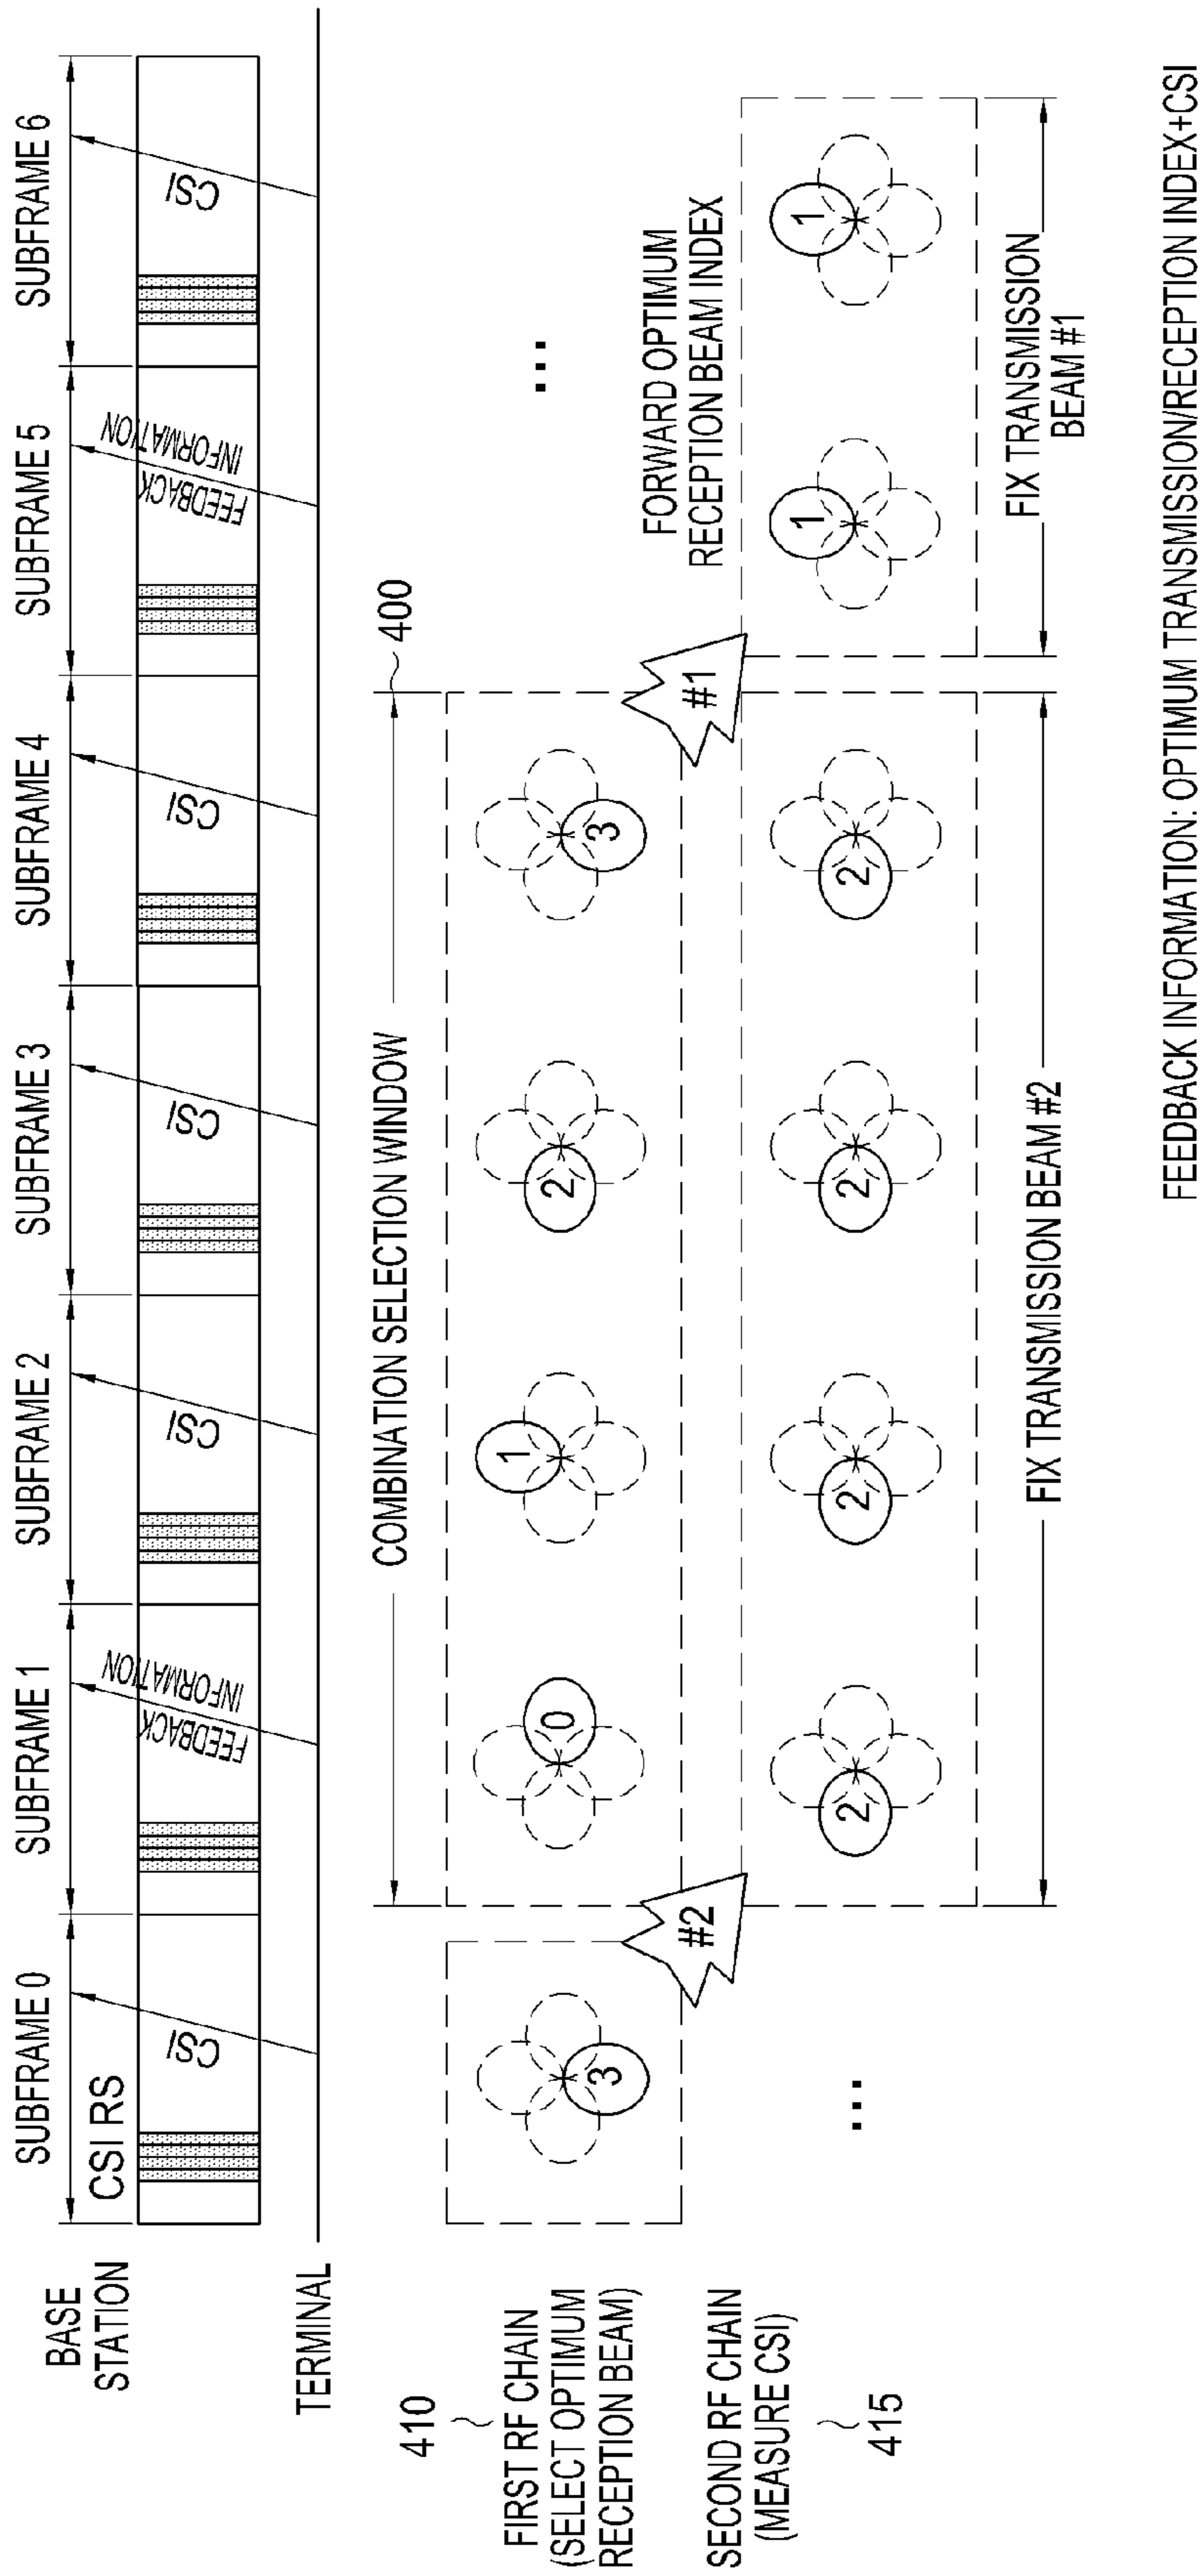 BASE
STATION
SUBFRAME 0
SUBFRAME 1
SUBFRAME 2
SUBFRAME 3
SUBFRAME 4
SUBFRAME 5
SUBFRAME 6
CSI RS
CSI
FEEDBACK
INFORMATION
CSI
CSI
CSI
FEEDBACK
INFORMATION
CSI
TERMINAL
COMBINATION SELECTION WINDOW
400
410
FIRST RF CHAIN
(SELECT OPTIMUM
RECEPTION BEAM)
3
0
1
2
3
...
#2
#1
FORWARD OPTIMUM
RECEPTION BEAM INDEX
SECOND RF CHAIN
(MEASURE CSI)
415
...
2
2
2
2
1
1
FIX TRANSMISSION BEAM #2
FIX TRANSMISSION
BEAM #1
FEEDBACK INFORMATION: OPTIMUM TRANSMISSION/RECEPTION INDEX+CSI